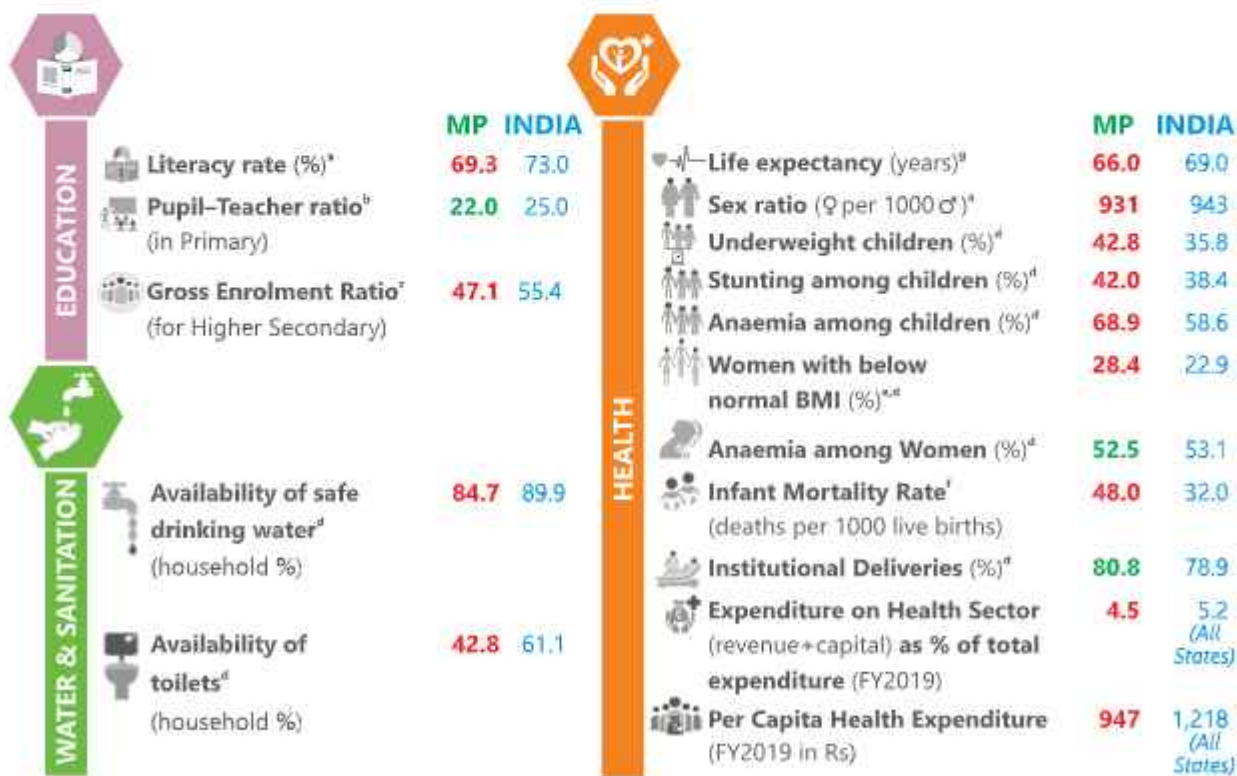 EDUCATION
MP INDIA
Literacy rate (%)ᵃ 69.3 73.0
Pupil–Teacher ratioᵇ 22.0 25.0
(in Primary)
Gross Enrolment Ratioᶜ 47.1 55.4
(for Higher Secondary)
WATER & SANITATION
Availability of safe 84.7 89.9
drinking waterᵈ
(household %)
Availability of 42.8 61.1
toiletsᵈ
(household %)
HEALTH
MP INDIA
Life expectancy (years)ᵍ 66.0 69.0
Sex ratio (♀ per 1000 ♂)ᵃ 931 943
Underweight children (%)ᵈ 42.8 35.8
Stunting among children (%)ᵈ 42.0 38.4
Anaemia among children (%)ᵈ 68.9 58.6
Women with below 28.4 22.9
normal BMI (%)ᵉ,ᵈ
Anaemia among Women (%)ᵈ 52.5 53.1
Infant Mortality Rateᶠ 48.0 32.0
(deaths per 1000 live births)
Institutional Deliveries (%)ᵈ 80.8 78.9
Expenditure on Health Sector 4.5 5.2
(revenue+capital) as % of total (All
expenditure (FY2019) States)
Per Capita Health Expenditure 947 1,218
(FY2019 in Rs) (All
States)